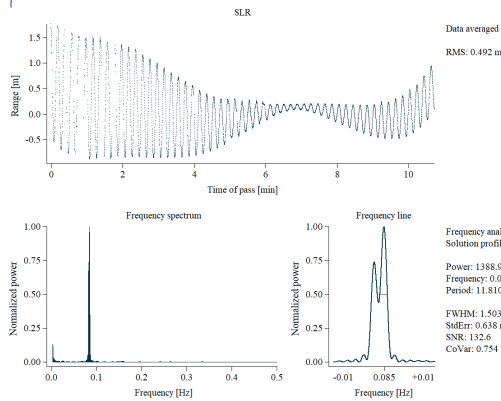 SLR
Data averaged
RMS: 0.492 m
Range [m]
1.5
1.0
0.5
0.0
-0.5
0 2 4 6 8 10
Time of pass [min]
Frequency spectrum
Normalized power
1.00
0.75
0.50
0.25
0.00
0 0.1 0.2 0.3 0.4 0.5
Frequency [Hz]
Frequency line
Normalized power
1.00
0.75
0.50
0.25
0.00
-0.01 0.085 +0.01
Frequency [Hz]
Frequency anal
Solution profil
Power: 1388.9
Frequency: 0.0
Period: 11.810
FWHM: 1.503
StdErr: 0.638
SNR: 132.6
CoVar: 0.754